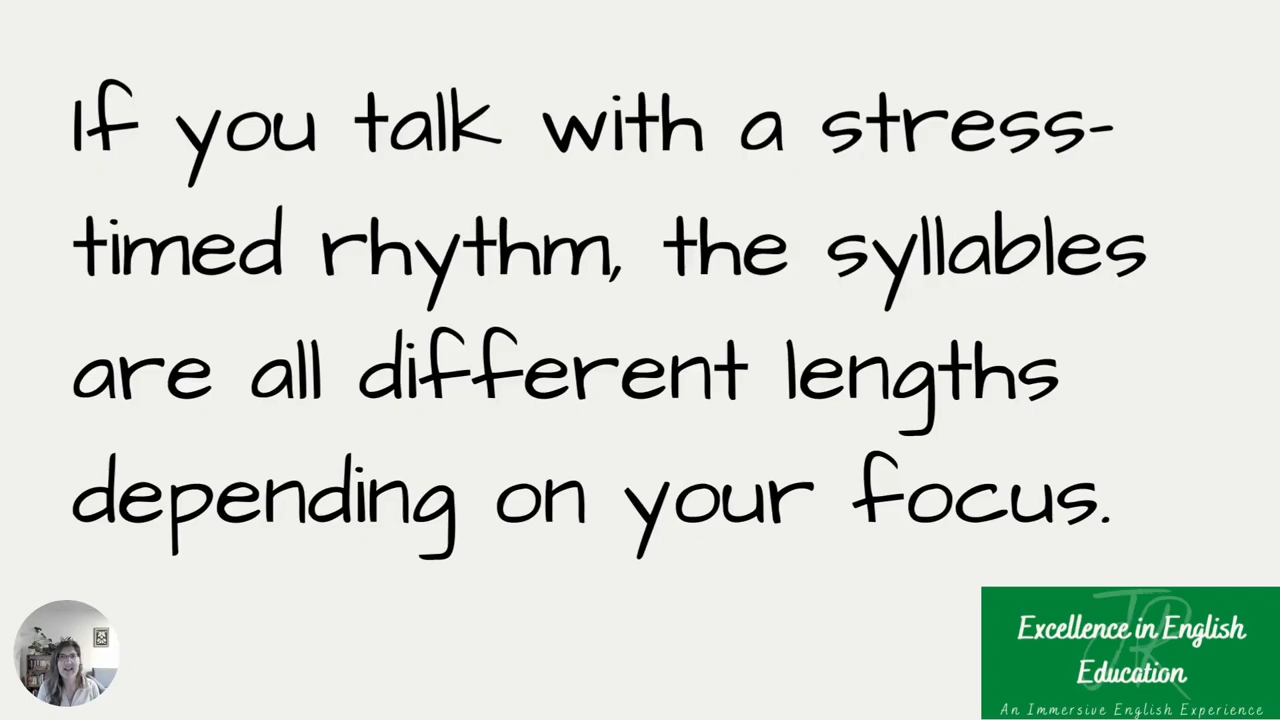 If you talk with a stress-
timed rhythm, the syllables
are all different lengths
depending on your focus.
JR
Excellence in English
Education
An Immersive English Experience